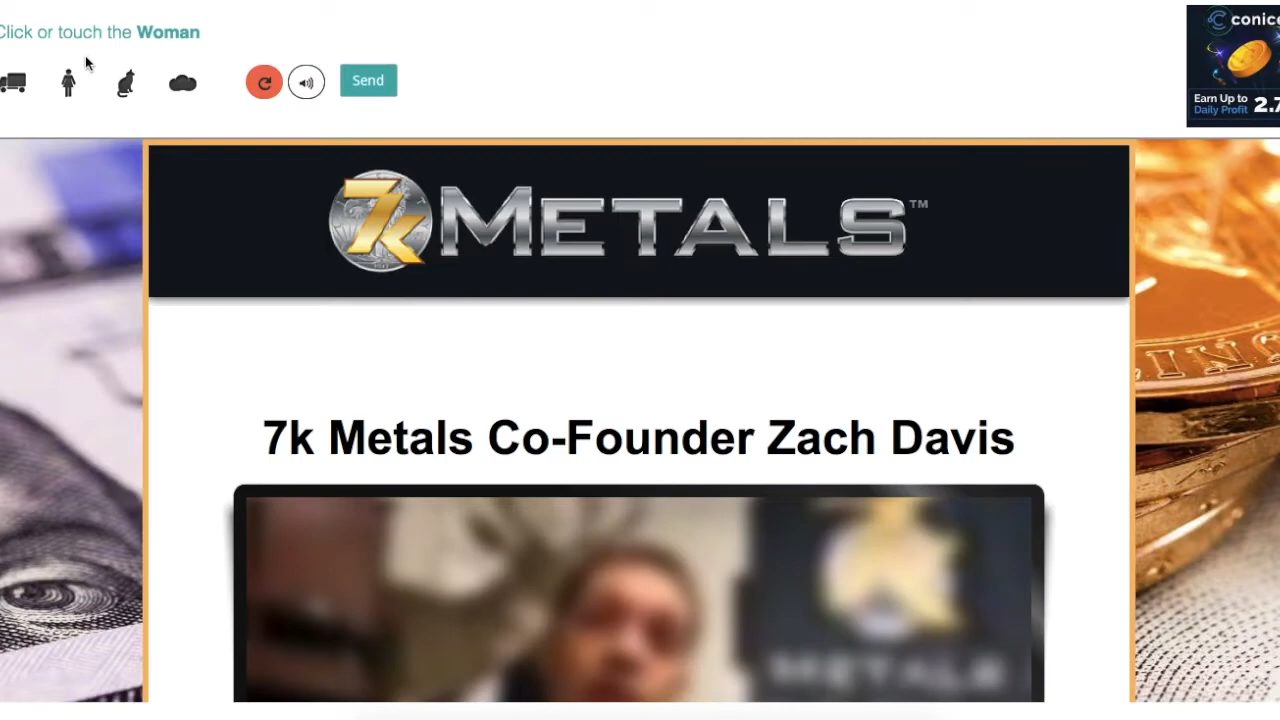 Click or touch the Woman
Send
Earn Up to
Daily Profit
7k METALS™
7k Metals Co-Founder Zach Davis
METALS